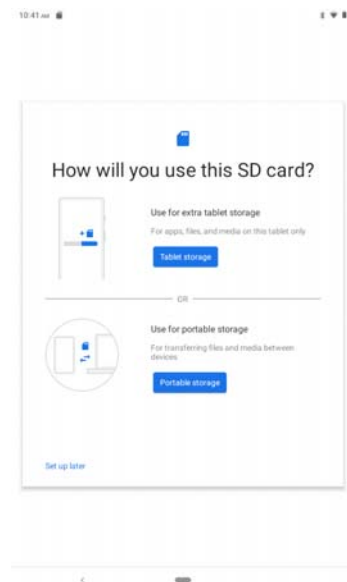 10:41 AM
How will you use this SD card?
Use for extra tablet storage
For apps, files, and media on this tablet only
Tablet storage
OR
Use for portable storage
For transferring files and media between
devices.
Portable storage
Set up later